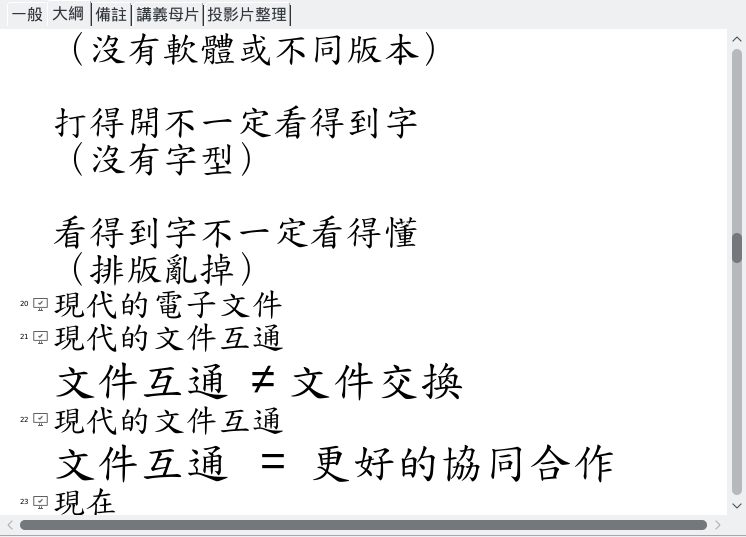 一般 大綱 備註 講義母片 投影片整理
（沒有軟體或不同版本）
打得開不一定看得到字
（沒有字型）
看得到字不一定看得懂
（排版亂掉）
20 現代的電子文件
21 現代的文件互通
文件互通 ≠ 文件交換
22 現代的文件互通
文件互通 = 更好的協同合作
23 現在